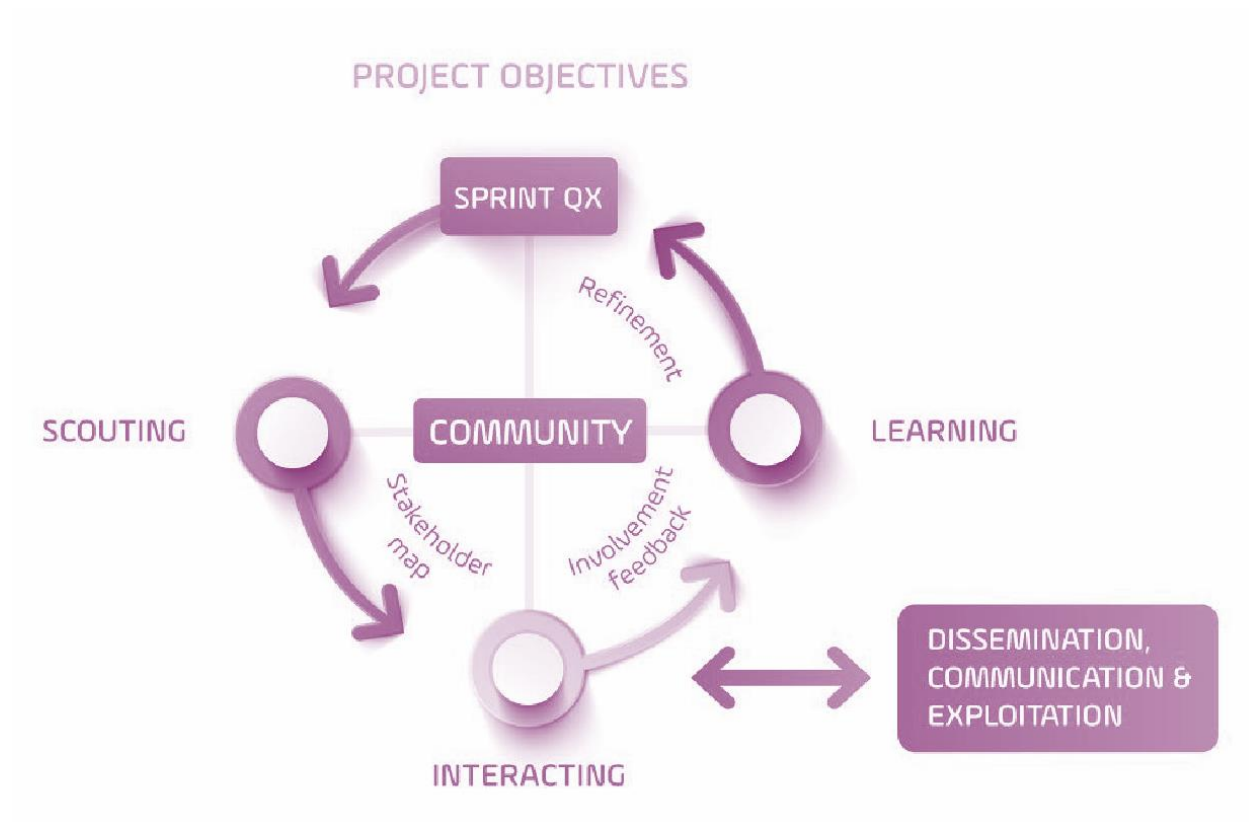 PROJECT OBJECTIVES
SPRINT QX
Refinement
SCOUTING
COMMUNITY
LEARNING
Stakeholder
map
Involvement
feedback
DISSEMINATION,
COMMUNICATION &
EXPLOITATION
INTERACTING